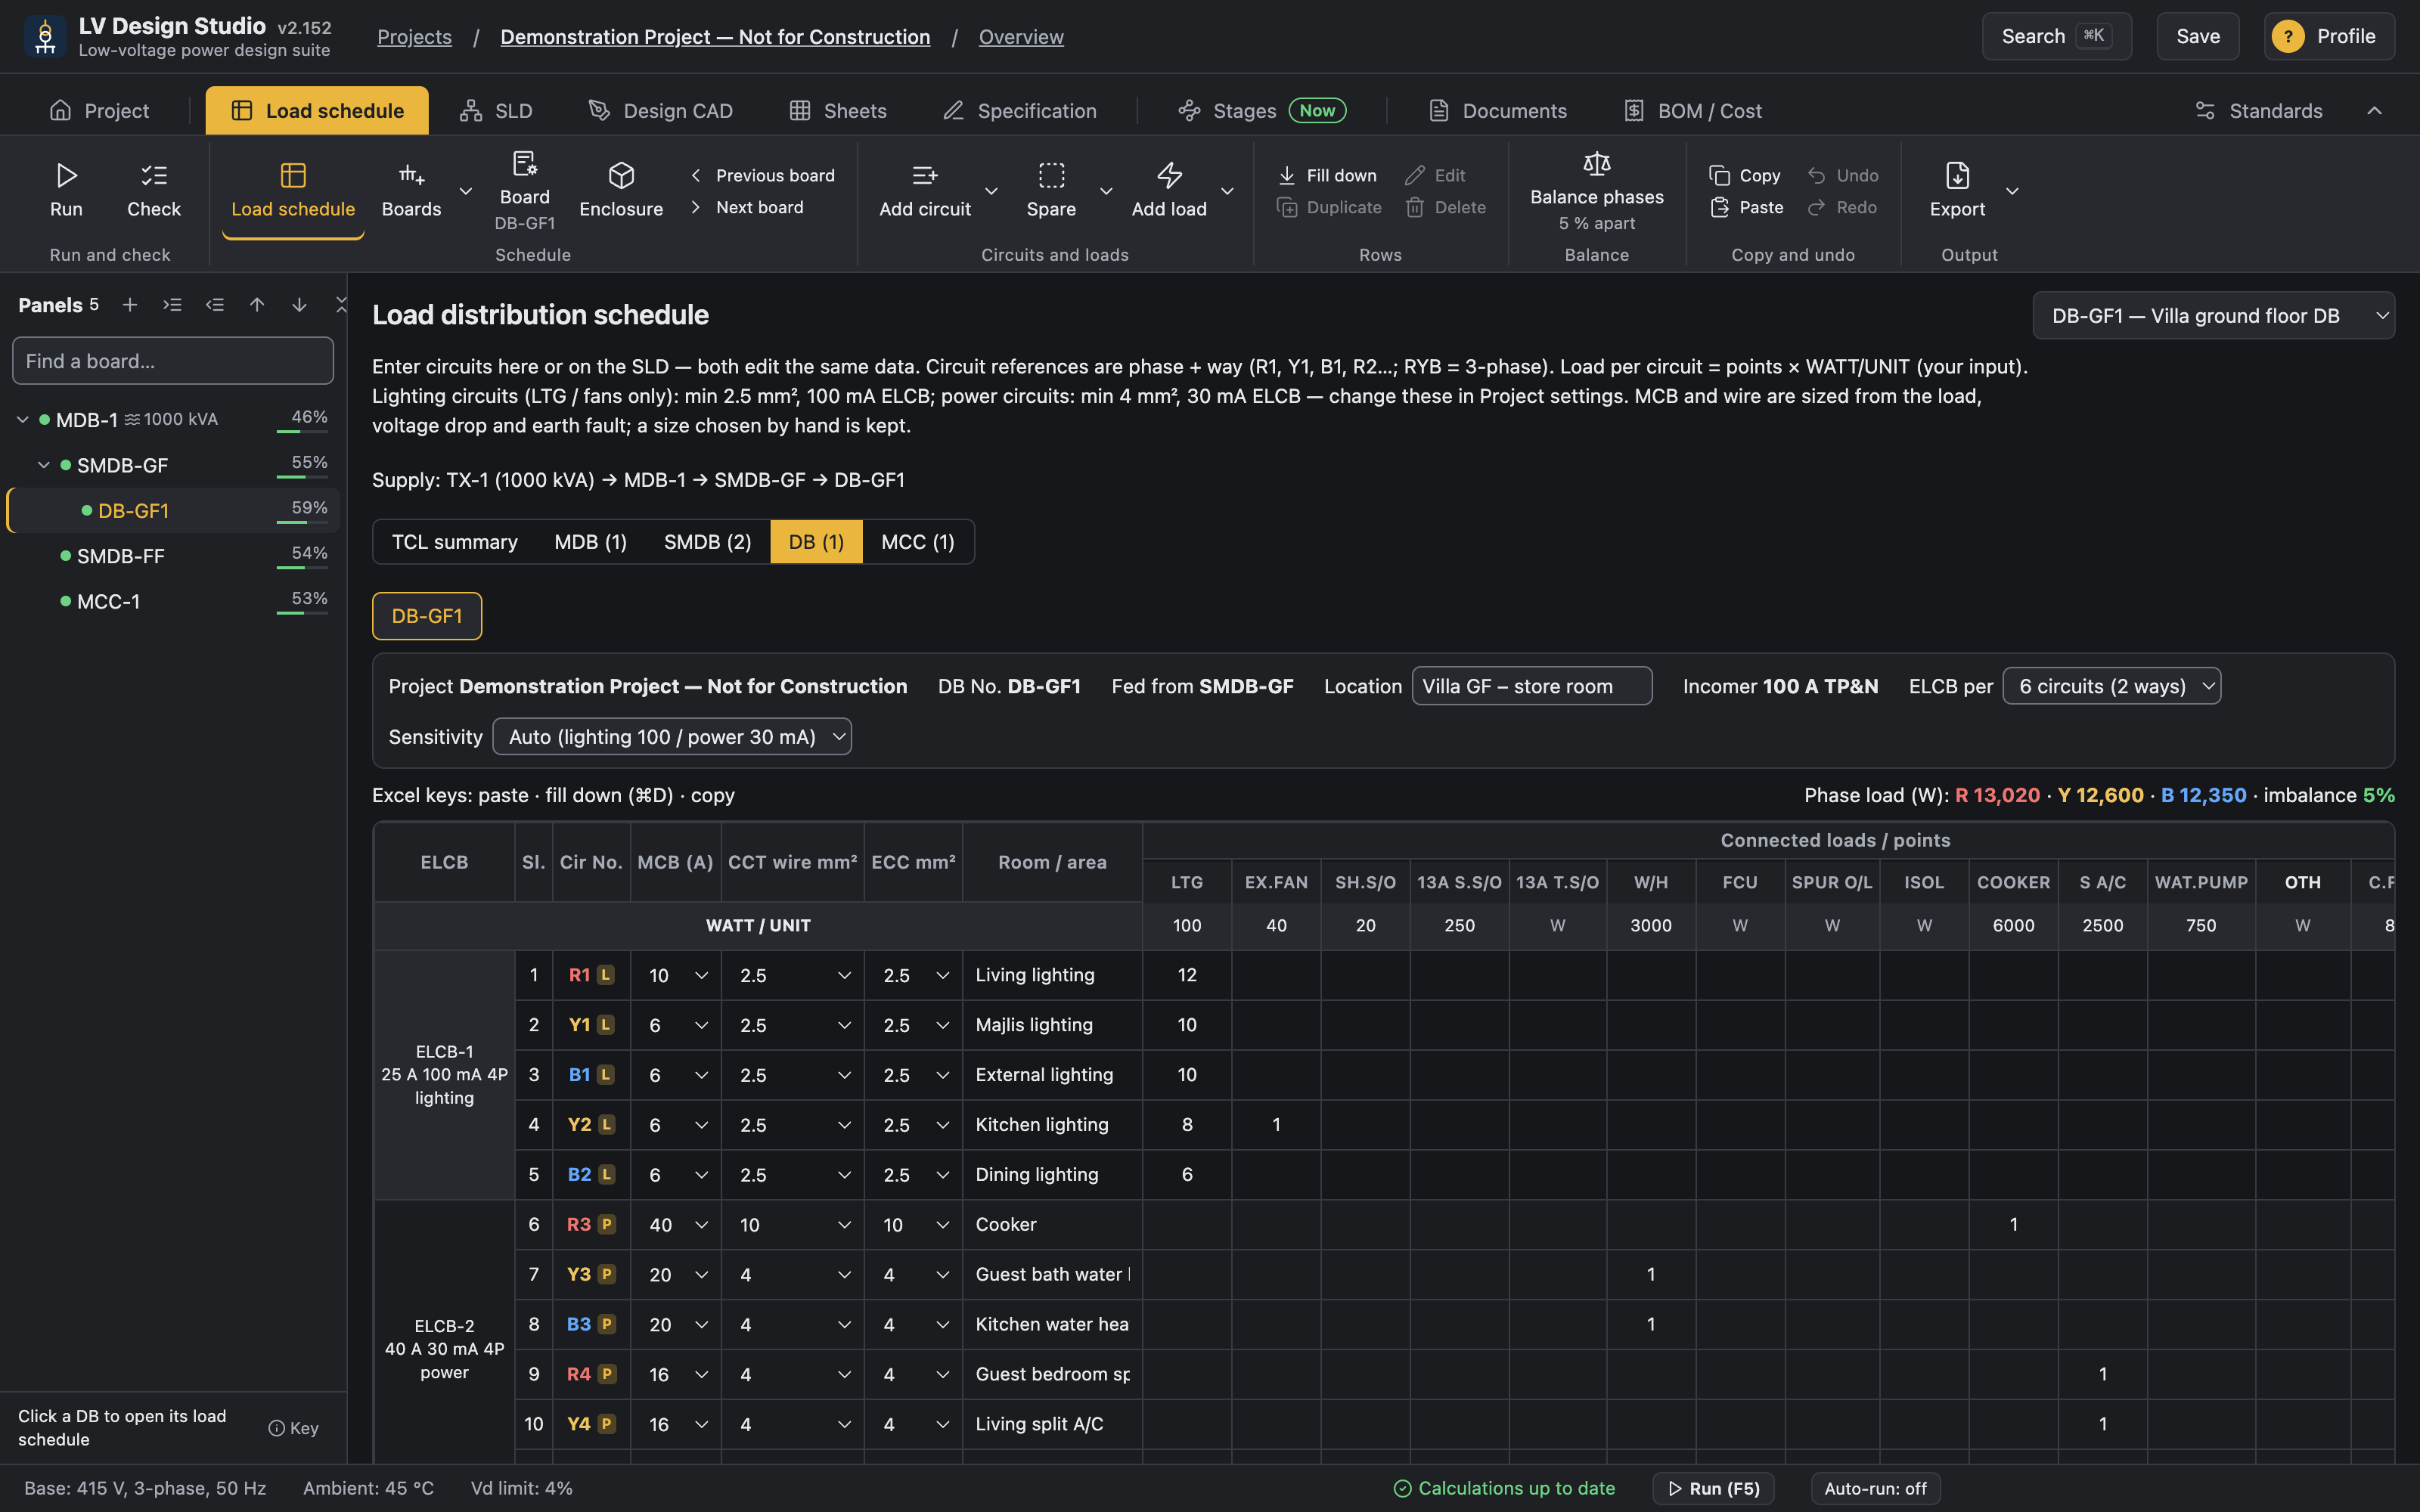 LV Design Studio v2.152
Low-voltage power design suite
Projects / Demonstration Project — Not for Construction / Overview
Search ⌘K
Save
? Profile
Project
Load schedule
SLD
Design CAD
Sheets
Specification
Stages Now
Documents
BOM / Cost
Standards
Run
Check
Run and check
Load schedule
Boards
Board
DB-GF1
Enclosure
Previous board
Next board
Schedule
Add circuit
Spare
Add load
Circuits and loads
Fill down
Edit
Duplicate
Delete
Rows
Balance phases
5 % apart
Balance
Copy
Undo
Paste
Redo
Copy and undo
Export
Output
Panels 5
Find a board...
MDB-1 1000 kVA 46%
SMDB-GF 55%
DB-GF1 59%
SMDB-FF 54%
MCC-1 53%
Click a DB to open its load
schedule
Key
Load distribution schedule
DB-GF1 — Villa ground floor DB
Enter circuits here or on the SLD — both edit the same data. Circuit references are phase + way (R1, Y1, B1, R2...; RYB = 3-phase). Load per circuit = points × WATT/UNIT (your input).
Lighting circuits (LTG / fans only): min 2.5 mm², 100 mA ELCB; power circuits: min 4 mm², 30 mA ELCB — change these in Project settings. MCB and wire are sized from the load,
voltage drop and earth fault; a size chosen by hand is kept.
Supply: TX-1 (1000 kVA) → MDB-1 → SMDB-GF → DB-GF1
TCL summary MDB (1) SMDB (2) DB (1) MCC (1)
DB-GF1
Project Demonstration Project — Not for Construction DB No. DB-GF1 Fed from SMDB-GF Location Villa GF – store room Incomer 100 A TP&N ELCB per 6 circuits (2 ways)
Sensitivity Auto (lighting 100 / power 30 mA)
Excel keys: paste · fill down (⌘D) · copy
Phase load (W): R 13,020 · Y 12,600 · B 12,350 · imbalance 5%
ELCB Sl. Cir No. MCB (A) CCT wire mm² ECC mm² Room / area Connected loads / points
LTG EX.FAN SH.S/O 13A S.S/O 13A T.S/O W/H FCU SPUR O/L ISOL COOKER S A/C WAT.PUMP OTH C.F
WATT / UNIT 100 40 20 250 W 3000 W W W 6000 2500 750 W 8
ELCB-1
25 A 100 mA 4P
lighting
1 R1 L 10 2.5 2.5 Living lighting 12
2 Y1 L 6 2.5 2.5 Majlis lighting 10
3 B1 L 6 2.5 2.5 External lighting 10
4 Y2 L 6 2.5 2.5 Kitchen lighting 8 1
5 B2 L 6 2.5 2.5 Dining lighting 6
ELCB-2
40 A 30 mA 4P
power
6 R3 P 40 10 10 Cooker 1
7 Y3 P 20 4 4 Guest bath water 1
8 B3 P 20 4 4 Kitchen water hea 1
9 R4 P 16 4 4 Guest bedroom sp 1
10 Y4 P 16 4 4 Living split A/C 1
Base: 415 V, 3-phase, 50 Hz
Ambient: 45 °C
Vd limit: 4%
Calculations up to date
Run (F5)
Auto-run: off